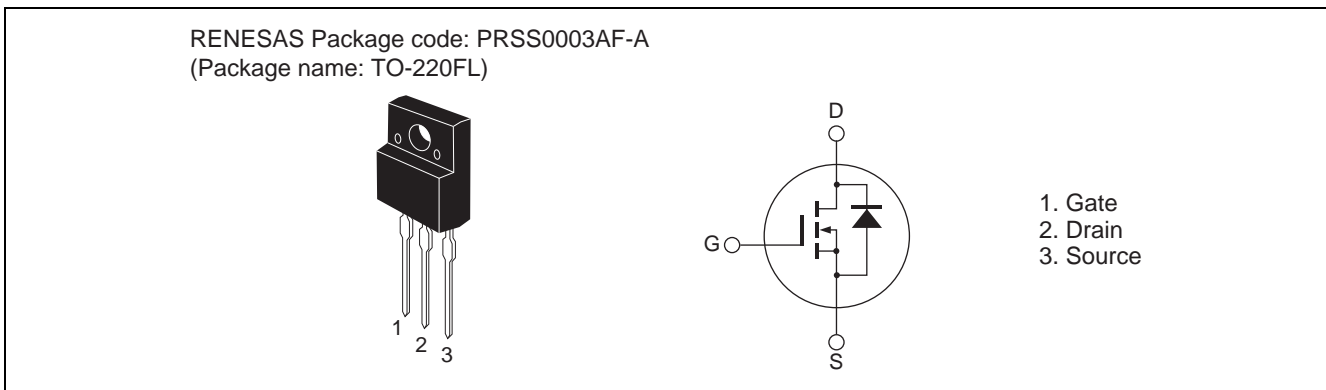 RENESAS Package code: PRSS0003AF-A
(Package name: TO-220FL)
1
2
3
D
G
S
1. Gate
2. Drain
3. Source